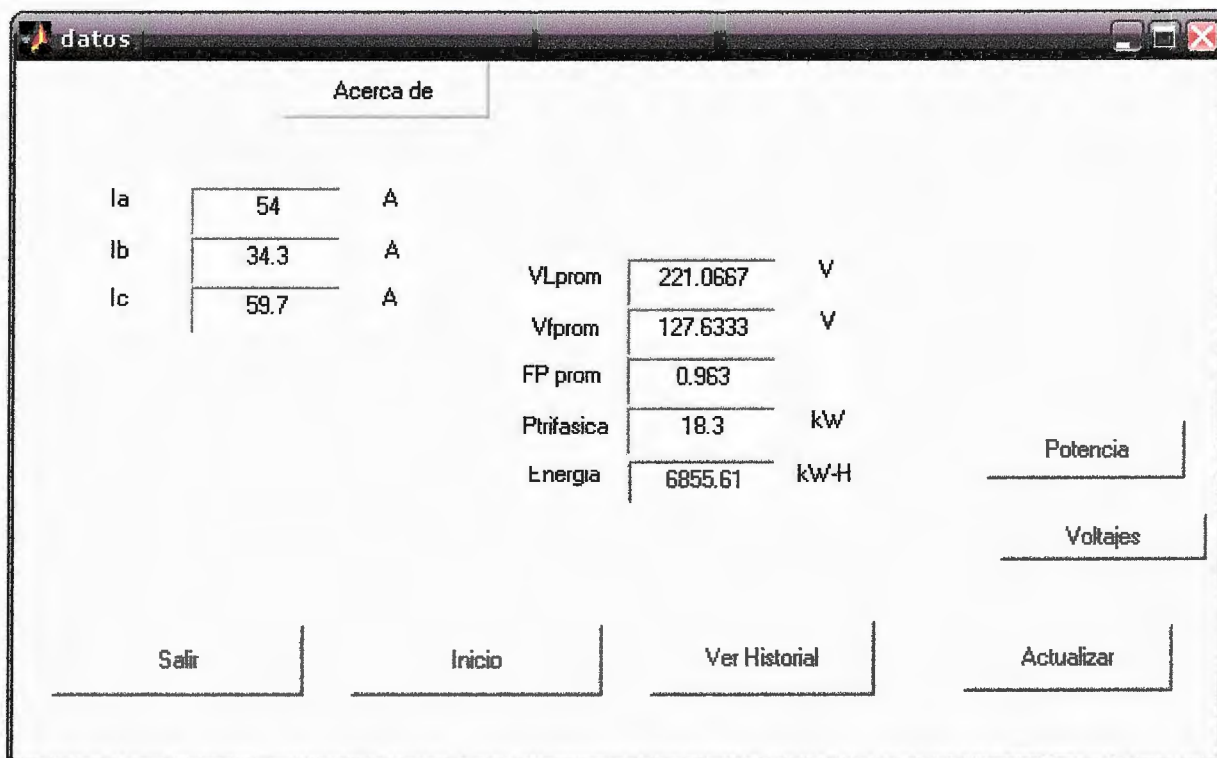 datos
Acerca de
Ia 54 A
Ib 34.3 A
Ic 59.7 A
VLprom 221.0667 V
Vfprom 127.6333 V
FP prom 0.963
Ptrifasica 18.3 kW
Energia 6855.61 kW-H
Potencia
Voltajes
Salir Inicio Ver Historial Actualizar